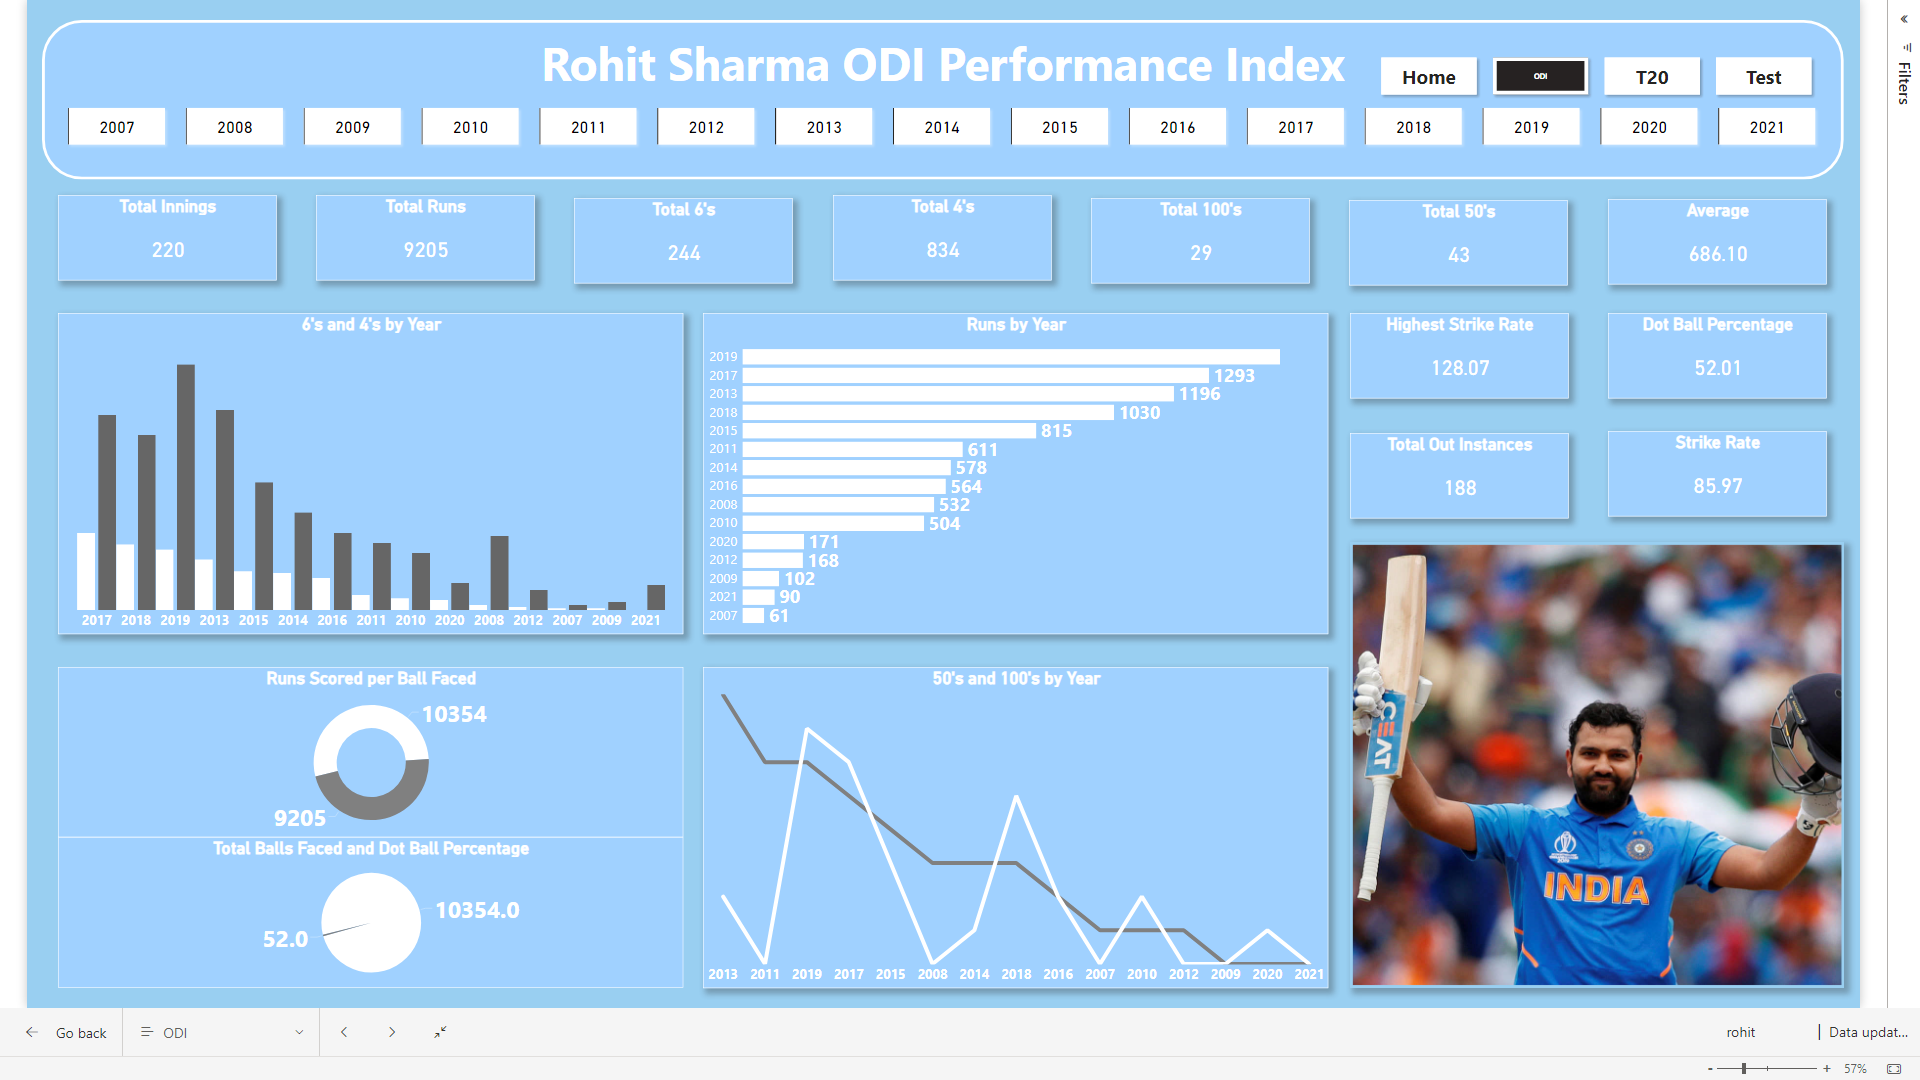 Rohit Sharma ODI Performance Index
Home
ODI
T20
Test
2007 2008 2009 2010 2011 2012 2013 2014 2015 2016 2017 2018 2019 2020 2021
Filters
Total Innings
220
Total Runs
9205
Total 6's
244
Total 4's
834
Total 100's
29
Total 50's
43
Average
686.10
6's and 4's by Year
2017 2018 2019 2013 2015 2014 2016 2011 2010 2020 2008 2012 2007 2009 2021
Runs by Year
2019
2017 1293
2013 1196
2018 1030
2015 815
2011 611
2014 578
2016 564
2008 532
2010 504
2020 171
2012 168
2009 102
2021 90
2007 61
Highest Strike Rate
128.07
Dot Ball Percentage
52.01
Total Out Instances
188
Strike Rate
85.97
Runs Scored per Ball Faced
10354
9205
Total Balls Faced and Dot Ball Percentage
10354.0
52.0
50's and 100's by Year
2013 2011 2019 2017 2015 2008 2014 2018 2016 2007 2010 2012 2009 2020 2021
CEAT
INDIA
Go back
ODI
rohit
Data updat...
- + 57%